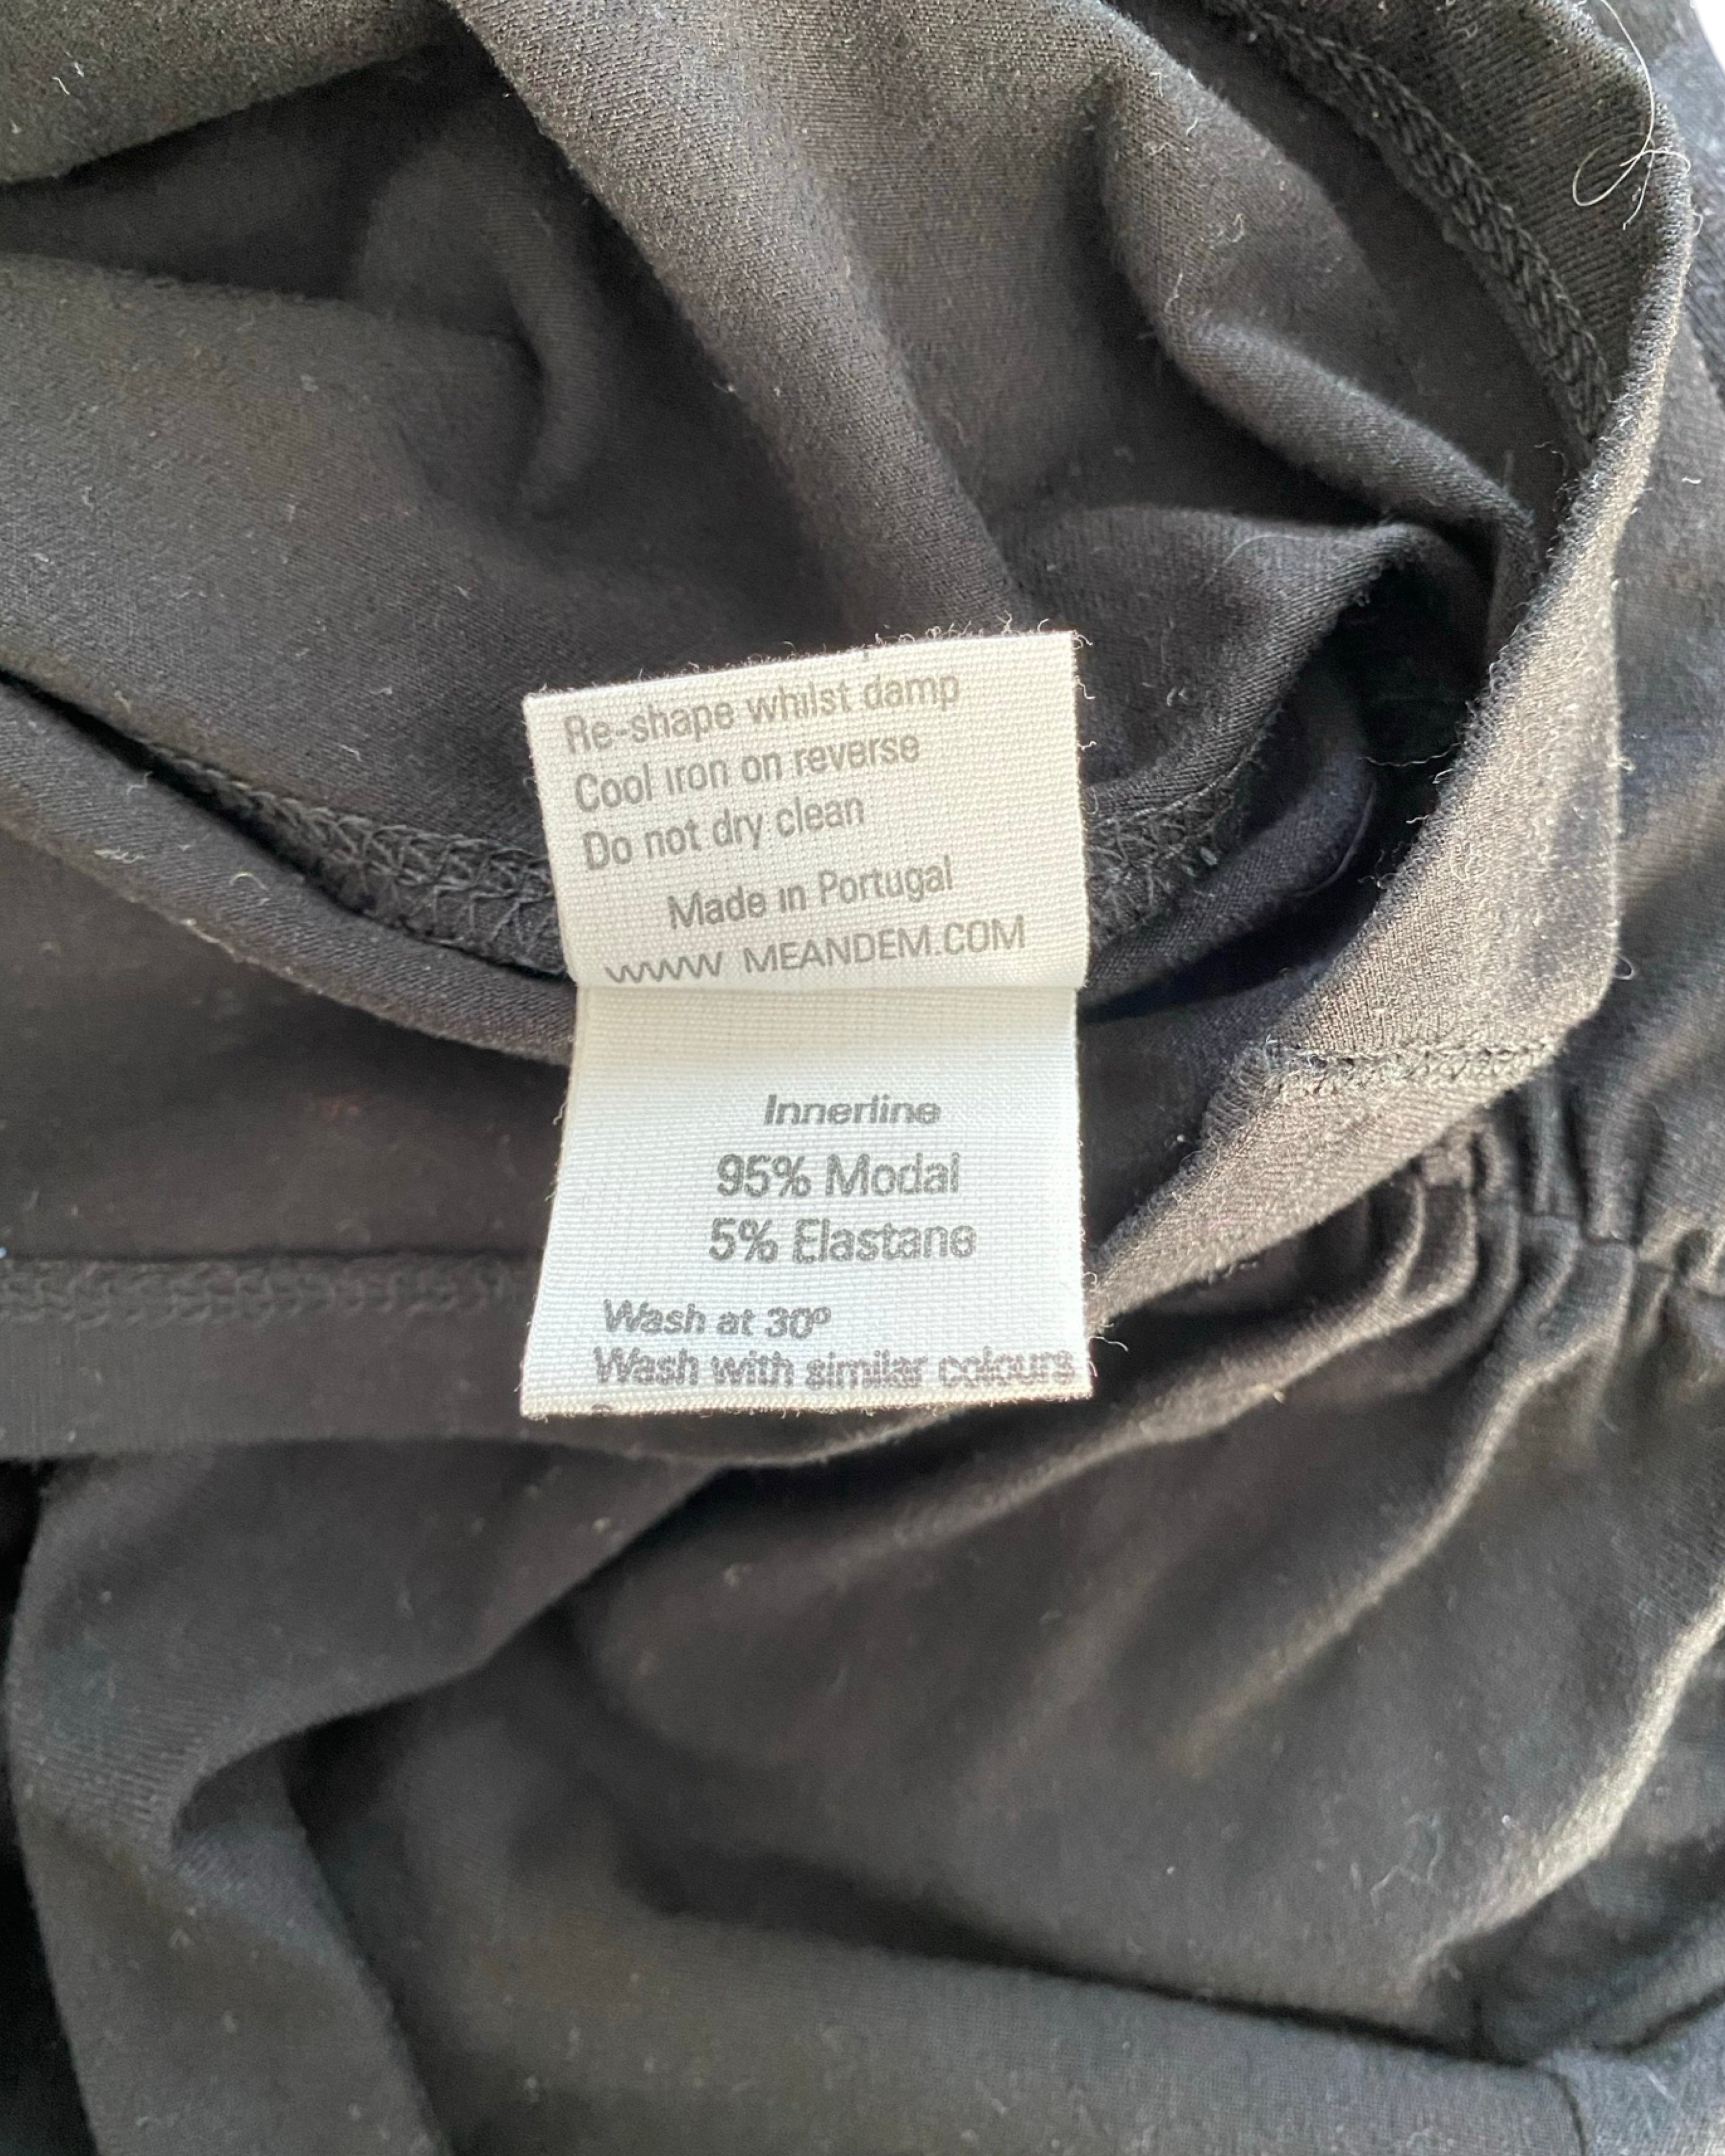 Re-shape whilst damp
Cool iron on reverse
Do not dry clean
Made in Portugal
WWW MEANDEM.COM
Innerline
95% Modal
5% Elastane
Wash at 30º
Wash with similar colours